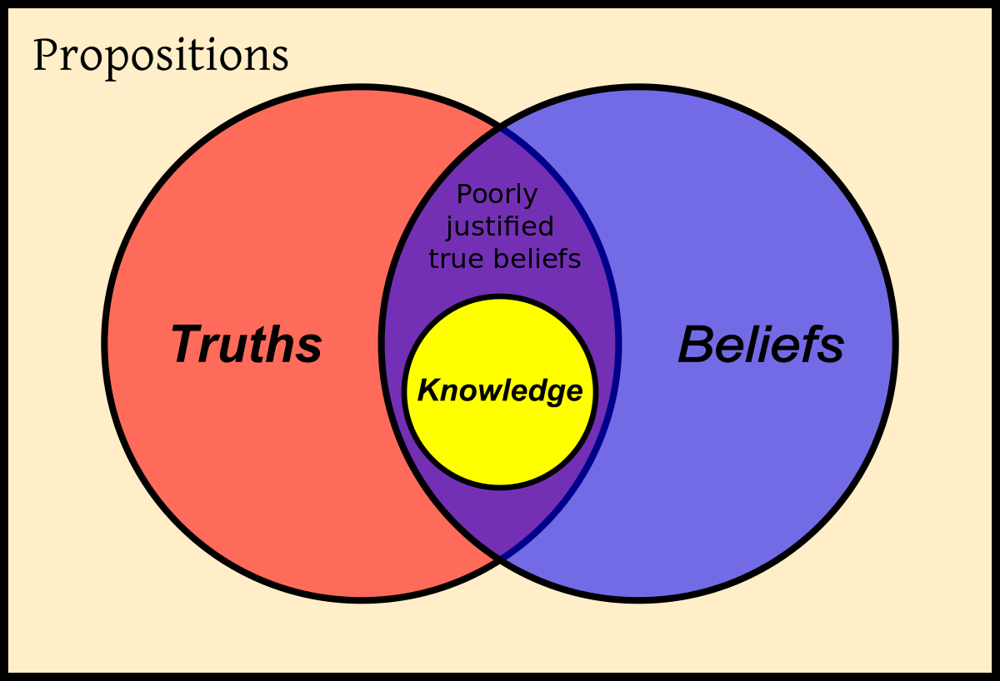 Propositions
Poorly
justified
true beliefs
Truths
Beliefs
Knowledge